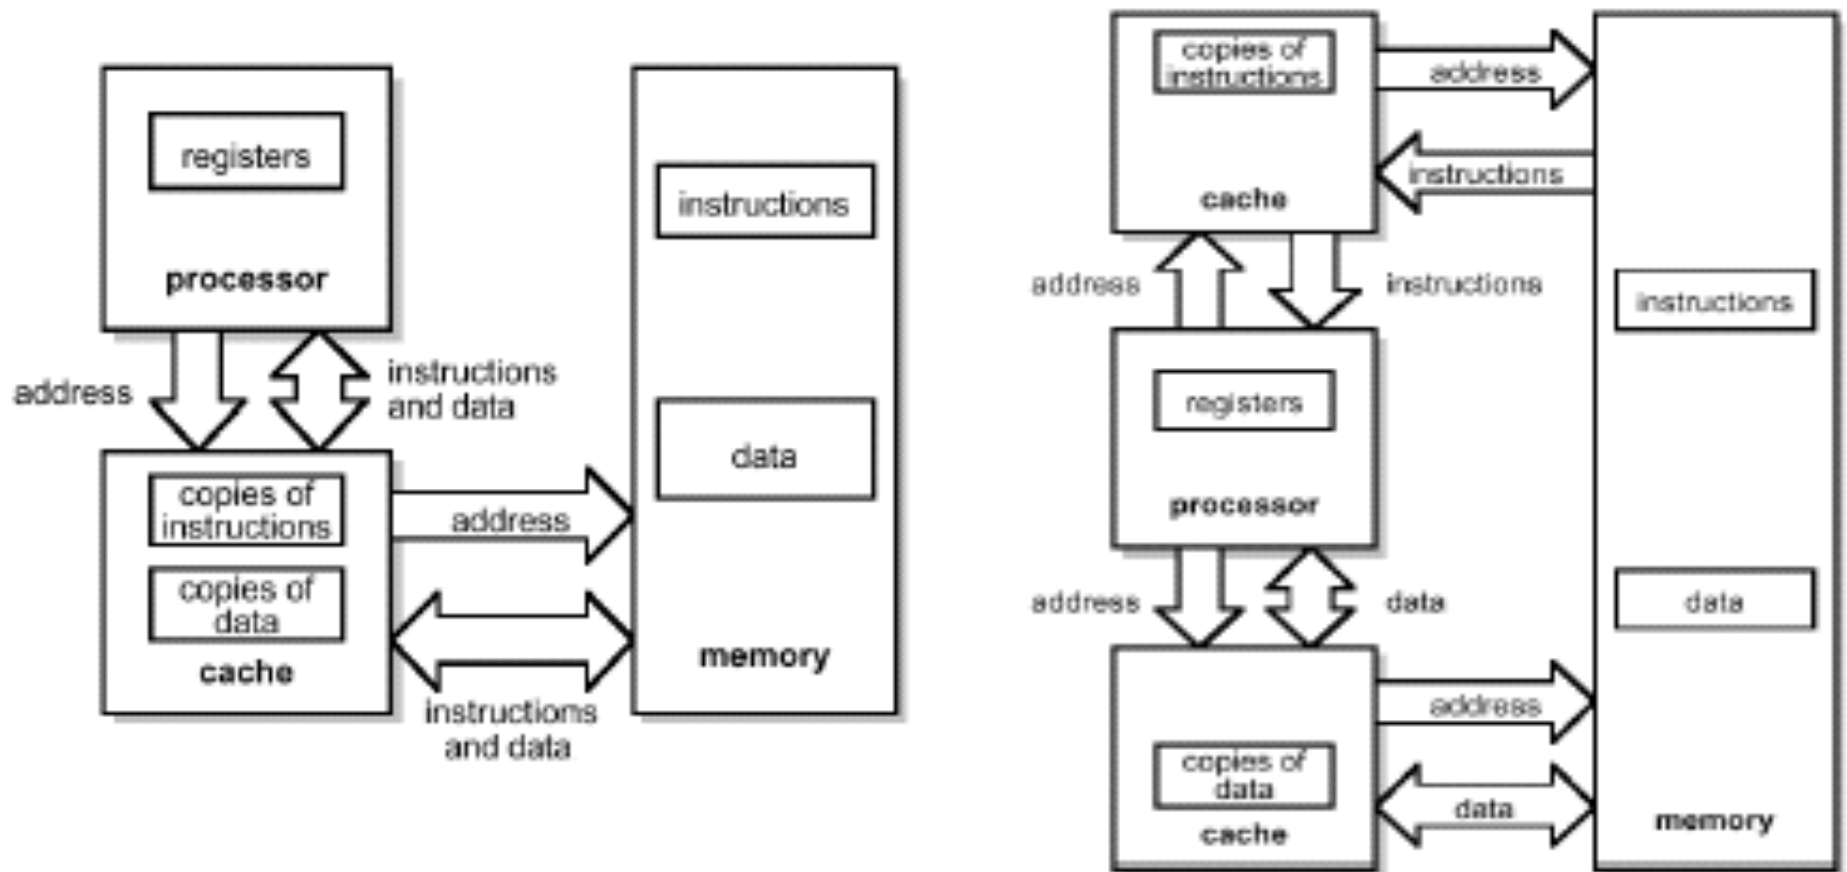 registers
processor
address
instructions
and data
copies of
instructions
copies of
data
cache
address
instructions
and data
instructions
data
memory
copies of
instructions
cache
address
instructions
address
instructions
registers
processor
address
data
copies of
data
cache
address
data
instructions
data
memory